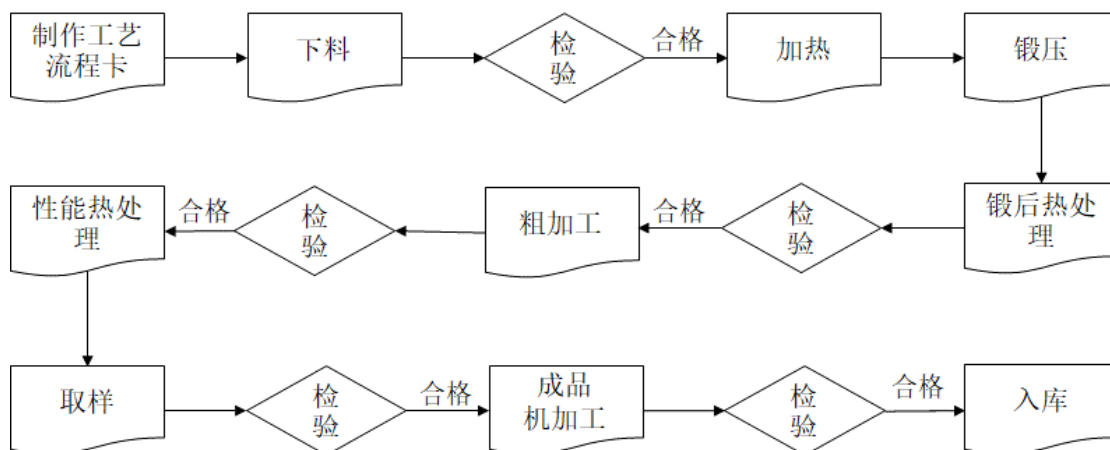 制作工艺
流程卡
下料
检
验
合格
加热
锻压
锻后热处
理
检
验
合格
粗加工
检
验
合格
性能热处
理
取样
检
验
合格
成品
机加工
检
验
合格
入库